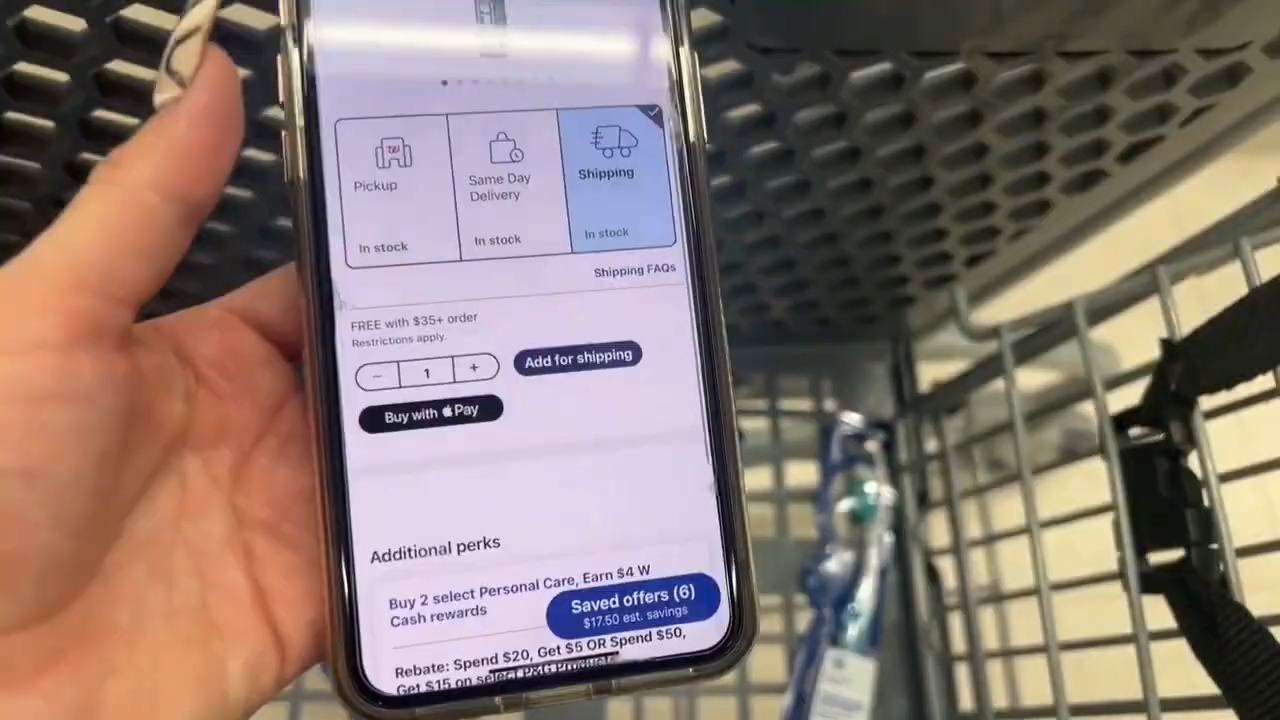 Pickup
In stock
Same Day
Delivery
In stock
Shipping
In stock
Shipping FAQs
FREE with $35+ order
Restrictions apply.
− 1 +
Add for shipping
Buy with Pay
Additional perks
Buy 2 select Personal Care, Earn $4 W
Cash rewards
Saved offers (6)
$17.50 est. savings
Rebate: Spend $20, Get $5 OR Spend $50,
Get $15 on select P&G Products